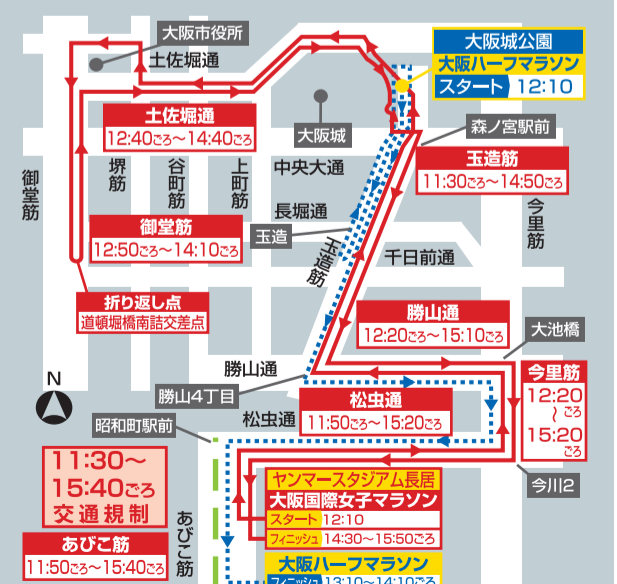 大阪市役所
土佐堀通
大阪城公園
大阪ハーフマラソン
スタート 12:10
土佐堀通
12:40ごろ～14:40ごろ
大阪城
森ノ宮駅前
玉造筋
11:30ごろ～14:50ごろ
御堂筋
堺筋
谷町筋
上町筋
中央大通
長堀通
玉造
玉造筋
今里筋
千日前通
御堂筋
12:50ごろ～14:10ごろ
折り返し点
道頓堀橋南詰交差点
勝山通
12:20ごろ～15:10ごろ
大池橋
N
勝山通
勝山4丁目
今里筋
12:20
～ごろ
15:20
ごろ
松虫通
11:50ごろ～15:20ごろ
松虫通
昭和町駅前
今川2
11:30～
15:40ごろ
交通規制
ヤンマースタジアム長居
大阪国際女子マラソン
スタート 12:10
フィニッシュ 14:30～15:50ごろ
あびこ筋
あびこ筋
11:50ごろ～15:40ごろ
大阪ハーフマラソン
フィニッシュ 13:10～14:10ごろ